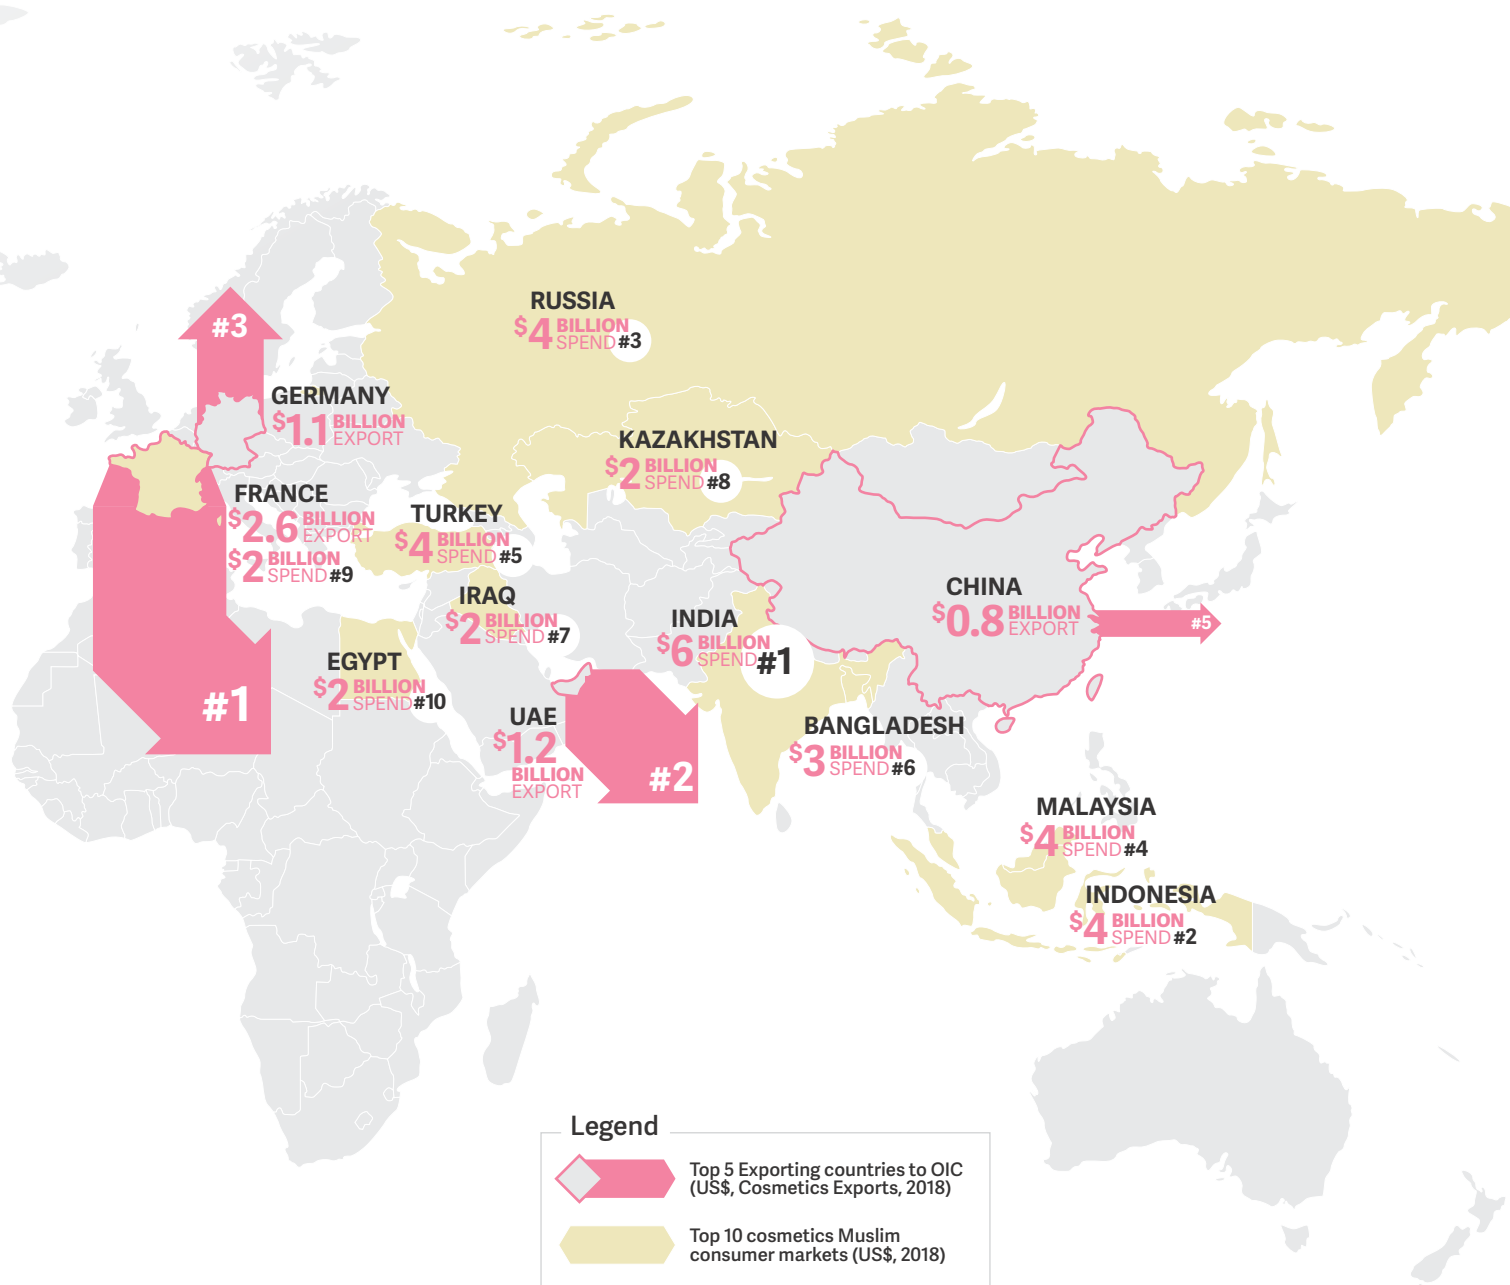 RUSSIA
$4 BILLION
SPEND #3
#3
GERMANY
$1.1 BILLION
EXPORT
KAZAKHSTAN
$2 BILLION
SPEND #8
FRANCE
$2.6 BILLION
EXPORT
$2 BILLION
SPEND #9
TURKEY
$4 BILLION
SPEND #5
IRAQ
$2 BILLION
SPEND #7
INDIA
$6 BILLION
SPEND #1
CHINA
$0.8 BILLION
EXPORT
#5
EGYPT
$2 BILLION
SPEND #10
#1
UAE
$1.2
BILLION
EXPORT
#2
BANGLADESH
$3 BILLION
SPEND #6
MALAYSIA
$4 BILLION
SPEND #4
INDONESIA
$4 BILLION
SPEND #2
Legend
Top 5 Exporting countries to OIC
(US$, Cosmetics Exports, 2018)
Top 10 cosmetics Muslim
consumer markets (US$, 2018)